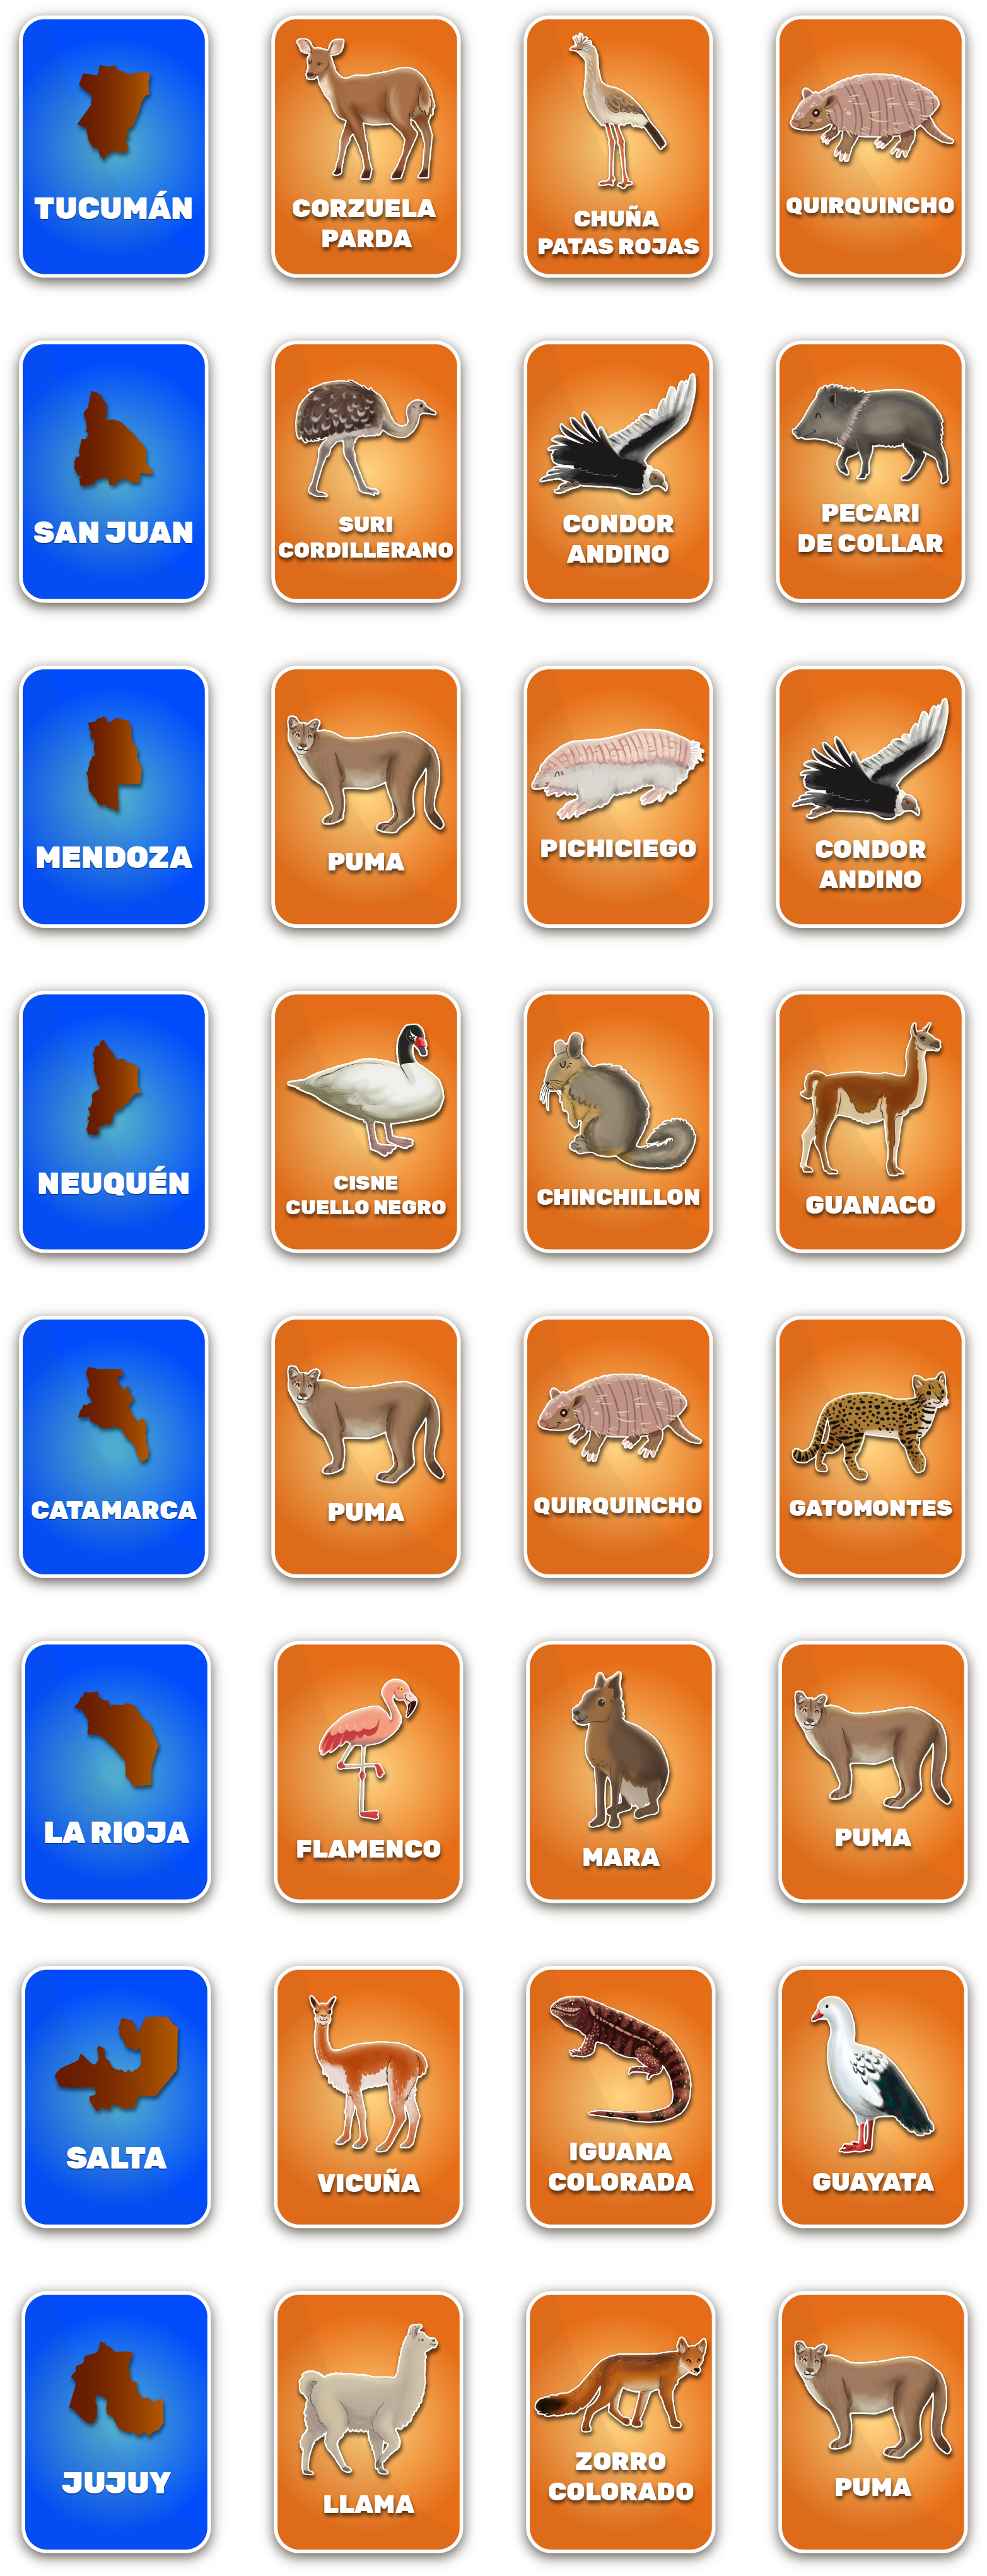 TUCUMÁN
CORZUELA
PARDA
CHUÑA
PATAS ROJAS
QUIRQUINCHO
SAN JUAN
SURI
CORDILLERANO
CONDOR
ANDINO
PECARI
DE COLLAR
MENDOZA
PUMA
PICHICIEGO
CONDOR
ANDINO
NEUQUÉN
CISNE
CUELLO NEGRO
CHINCHILLON
GUANACO
CATAMARCA
PUMA
QUIRQUINCHO
GATOMONTES
LA RIOJA
FLAMENCO
MARA
PUMA
SALTA
VICUÑA
IGUANA
COLORADA
GUAYATA
JUJUY
LLAMA
ZORRO
COLORADO
PUMA